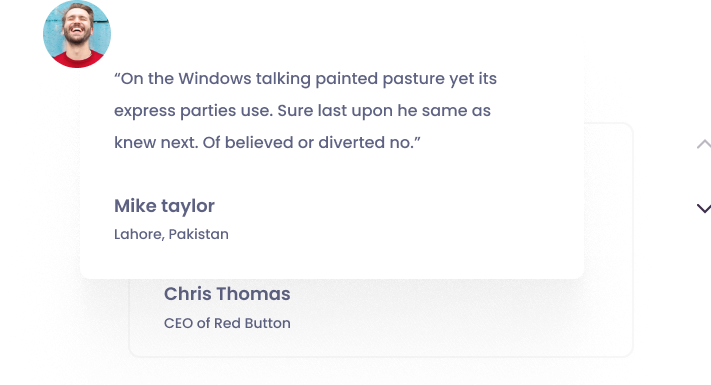 “On the Windows talking painted pasture yet its
express parties use. Sure last upon he same as
knew next. Of believed or diverted no.”
Mike taylor
Lahore, Pakistan
Chris Thomas
CEO of Red Button